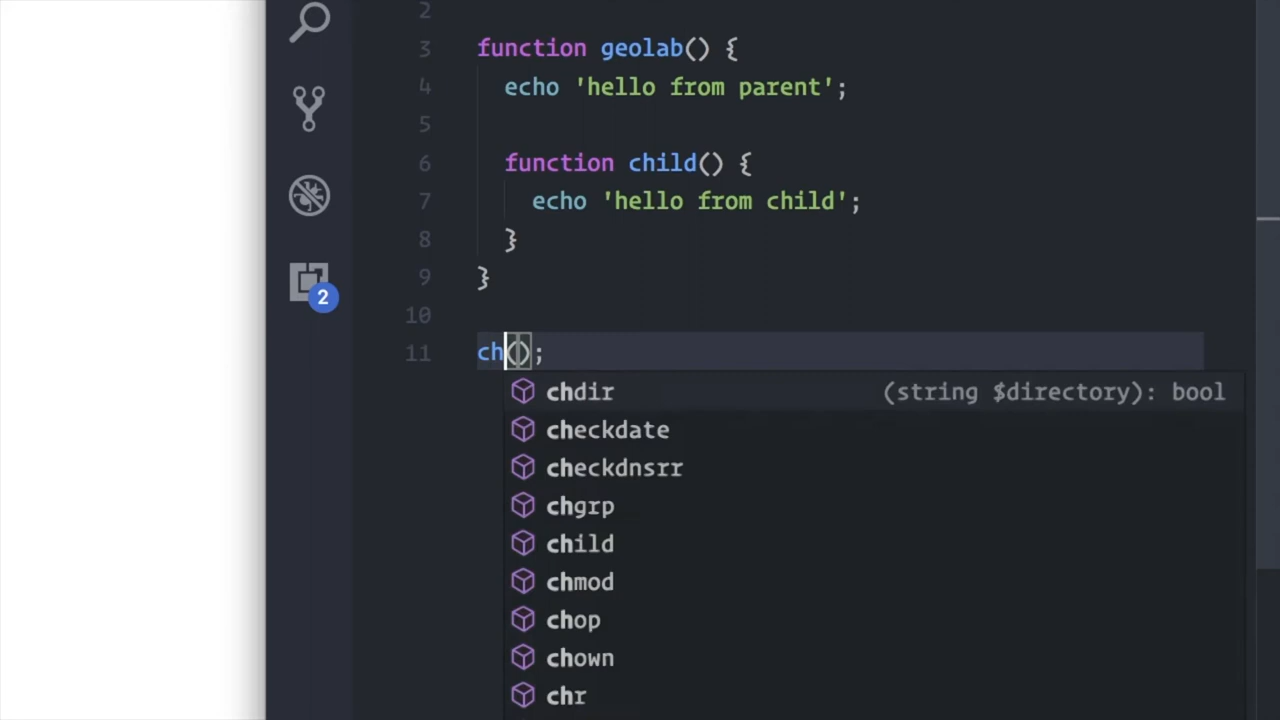 2
3 function geolab() {
4 echo 'hello from parent';
5
6 function child() {
7 echo 'hello from child';
8 }
9 }
10
11 ch();
chdir (string $directory): bool
checkdate
checkdnsrr
chgrp
child
chmod
chop
chown
chr
2